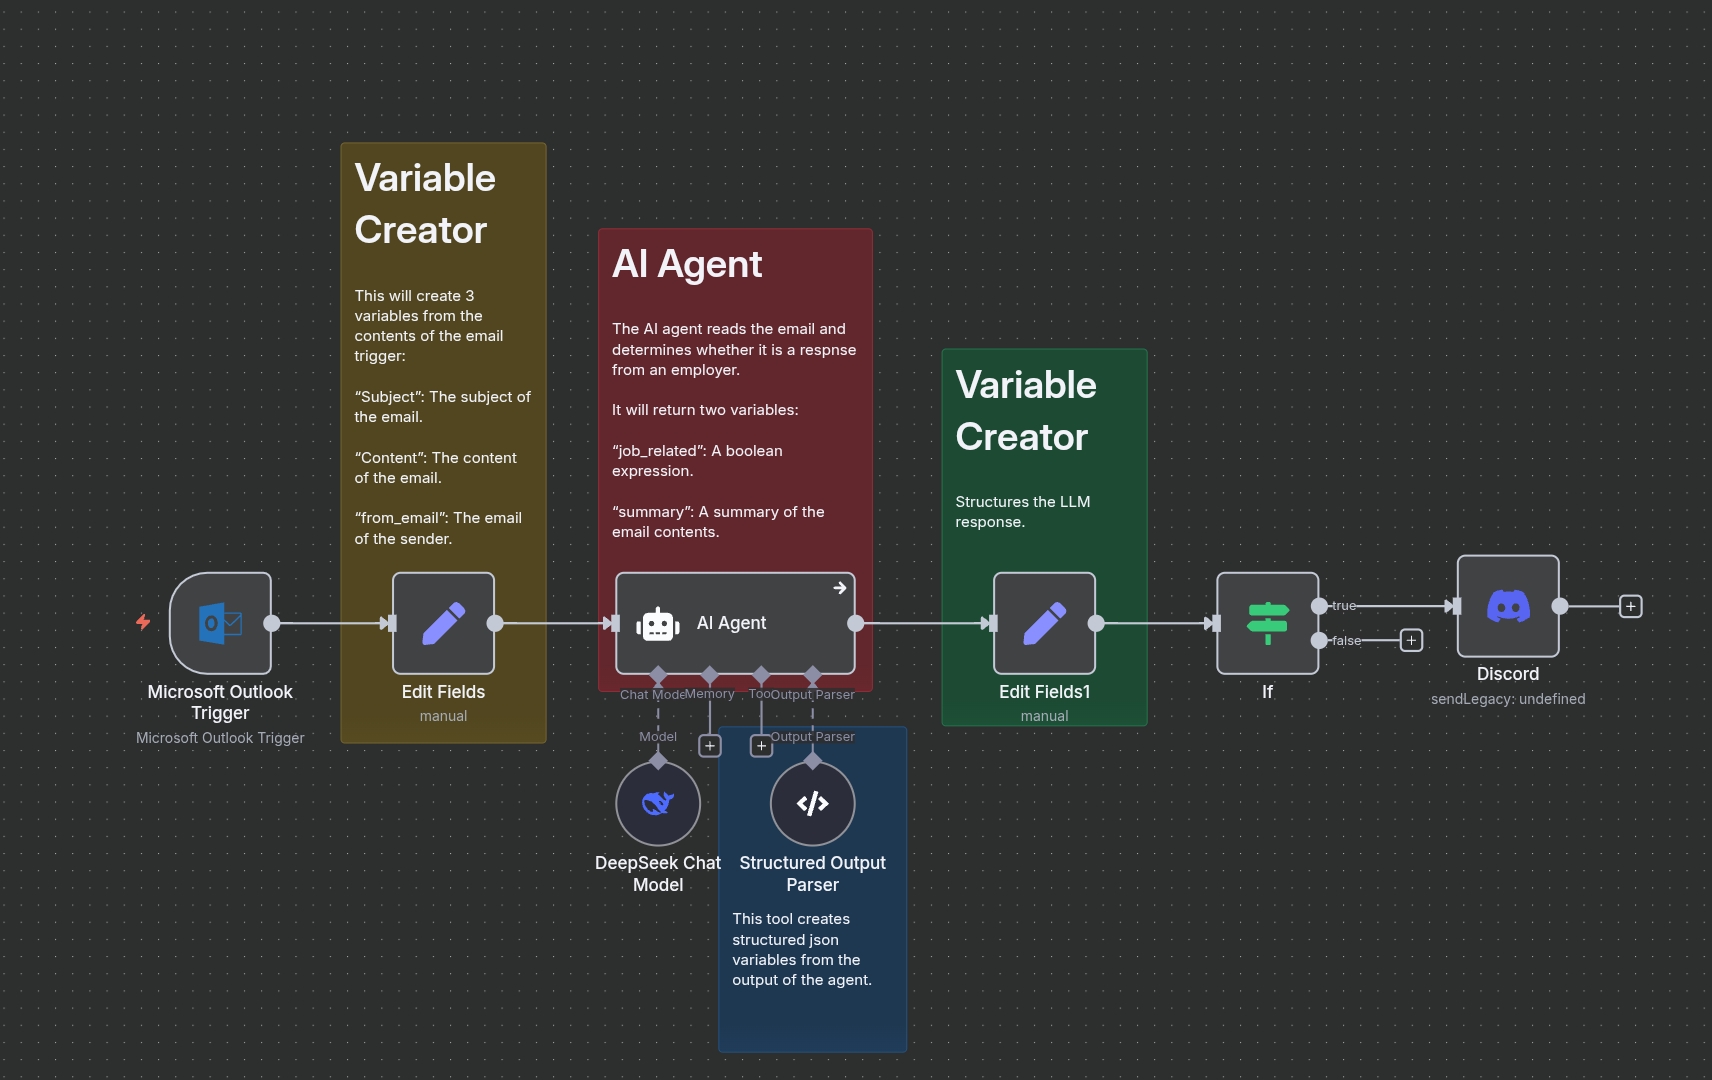 Variable
Creator
This will create 3
variables from the
contents of the email
trigger:
“Subject”: The subject of
the email.
“Content”: The content
of the email.
“from_email”: The email
of the sender.
AI Agent
The AI agent reads the email and
determines whether it is a respnse
from an employer.
It will return two variables:
“job_related”: A boolean
expression.
“summary”: A summary of the
email contents.
Variable
Creator
Structures the LLM
response.
Microsoft Outlook
Trigger
Microsoft Outlook Trigger
Edit Fields
manual
AI Agent
Chat Mode
Memory
Too
Output Parser
Model
Output Parser
DeepSeek Chat
Model
Structured Output
Parser
This tool creates
structured json
variables from the
output of the agent.
Edit Fields1
manual
If
true
false
Discord
sendLegacy: undefined